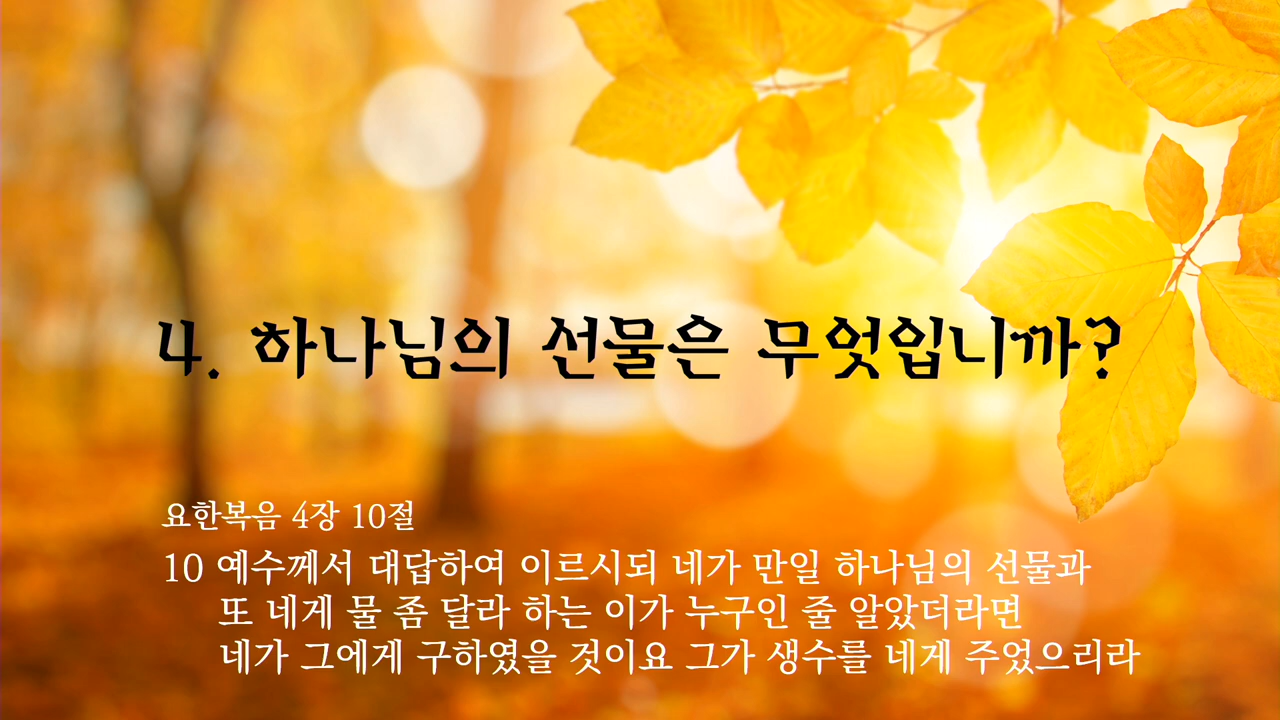 4. 하나님의 선물은 무엇입니까?
요한복음 4장 10절
10 예수께서 대답하여 이르시되 네가 만일 하나님의 선물과
또 네게 물 좀 달라 하는 이가 누구인 줄 알았더라면
네가 그에게 구하였을 것이요 그가 생수를 네게 주었으리라